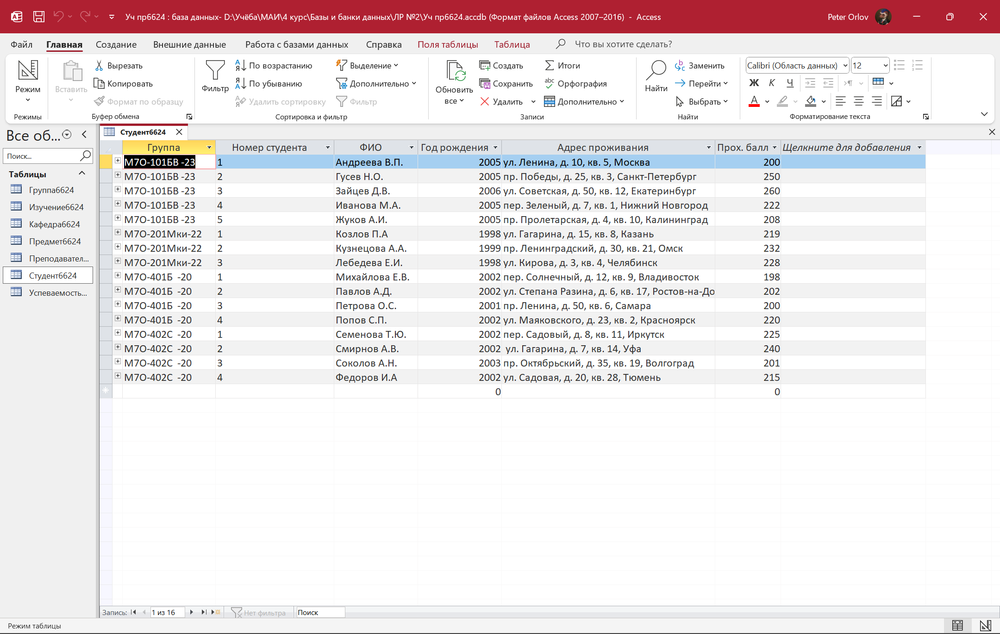 Уч пр6624 : база данных- D:\Учёба\МАИ\4 курс\Базы и банки данных\ЛР №2\Уч пр6624.accdb (Формат файлов Access 2007–2016) - Access Peter Orlov
Файл Главная Создание Внешние данные Работа с базами данных Справка Поля таблицы Таблица Что вы хотите сделать?
Режим
Режимы
Вставить
Вырезать
Копировать
Формат по образцу
Буфер обмена
Фильтр
По возрастанию
По убыванию
Удалить сортировку
Выделение
Дополнительно
Фильтр
Сортировка и фильтр
Обновить
все
Создать
Сохранить
Удалить
Итоги
Орфография
Дополнительно
Записи
Найти
Заменить
Перейти
Выбрать
Найти
Calibri (Область данных) 12
Ж К Ч
Форматирование текста
Все об...
Поиск...
Таблицы
Группа6624
Изучение6624
Кафедра6624
Предмет6624
Преподавател...
Студент6624
Успеваемость...
Студент6624
Группа Номер студента ФИО Год рождения Адрес проживания Прох. балл Щелкните для добавления
М7О-101БВ -23 1 Андреева В.П. 2005 ул. Ленина, д. 10, кв. 5, Москва 200
М7О-101БВ -23 2 Гусев Н.О. 2005 пр. Победы, д. 25, кв. 3, Санкт-Петербург 250
М7О-101БВ -23 3 Зайцев Д.В. 2006 ул. Советская, д. 50, кв. 12, Екатеринбург 260
М7О-101БВ -23 4 Иванова М.А. 2005 пер. Зеленый, д. 7, кв. 1, Нижний Новгород 222
М7О-101БВ -23 5 Жуков А.И. 2005 пр. Пролетарская, д. 4, кв. 10, Калининград 208
М7О-201Мки-22 1 Козлов П.А 1998 ул. Гагарина, д. 15, кв. 8, Казань 219
М7О-201Мки-22 2 Кузнецова А.А. 1999 пр. Ленинградский, д. 30, кв. 21, Омск 232
М7О-201Мки-22 3 Лебедева Е.И. 1998 ул. Кирова, д. 3, кв. 4, Челябинск 228
М7О-401Б -20 1 Михайлова Е.В. 2002 пер. Солнечный, д. 12, кв. 9, Владивосток 198
М7О-401Б -20 2 Павлов А.Д. 2002 ул. Степана Разина, д. 6, кв. 17, Ростов-на-До 202
М7О-401Б -20 3 Петрова О.С. 2001 пр. Ленина, д. 50, кв. 6, Самара 200
М7О-401Б -20 4 Попов С.П. 2002 ул. Маяковского, д. 23, кв. 2, Красноярск 220
М7О-402С -20 1 Семенова Т.Ю. 2002 пер. Садовый, д. 8, кв. 11, Иркутск 225
М7О-402С -20 2 Смирнов А.В. 2002 ул. Гагарина, д. 7, кв. 14, Уфа 240
М7О-402С -20 3 Соколов А.Н. 2003 пр. Октябрьский, д. 35, кв. 19, Волгоград 201
М7О-402С -20 4 Федоров И.А 2002 ул. Садовая, д. 20, кв. 28, Тюмень 215
0 0
Запись: 1 из 16 Нет фильтра Поиск
Режим таблицы